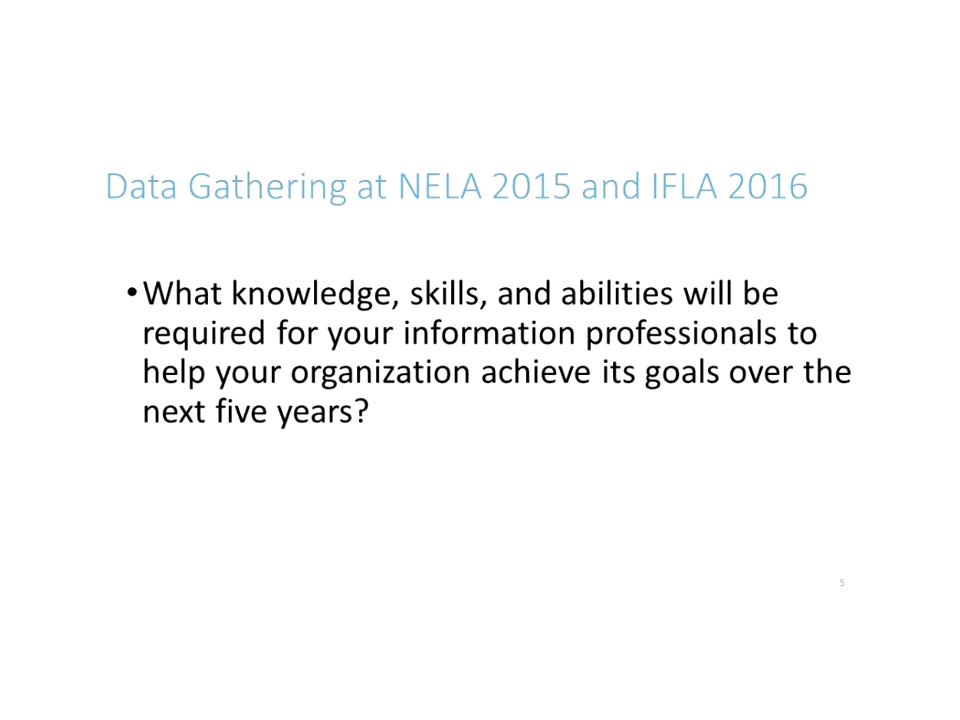 Data Gathering at NELA 2015 and IFLA 2016
•What knowledge, skills, and abilities will be
required for your information professionals to
help your organization achieve its goals over the
next five years?
5